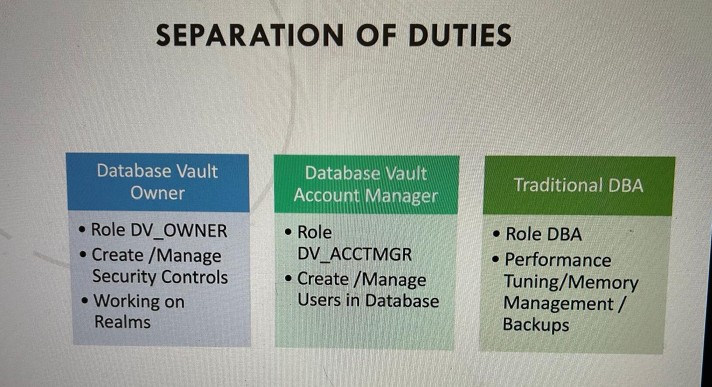 SEPARATION OF DUTIES
Database Vault
Owner
• Role DV_OWNER
• Create /Manage
Security Controls
• Working on
Realms
Database Vault
Account Manager
• Role
DV_ACCTMGR
• Create /Manage
Users in Database
Traditional DBA
• Role DBA
• Performance
Tuning/Memory
Management /
Backups